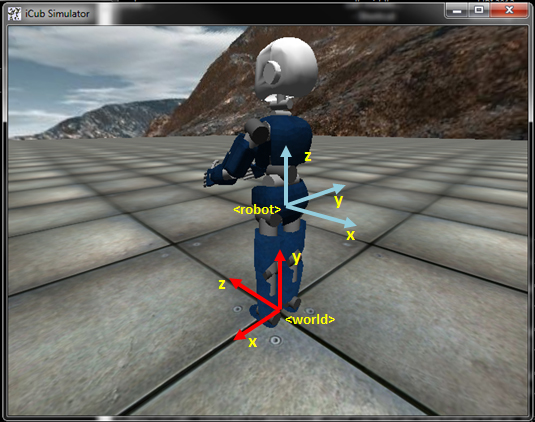 iCub Simulator
z
y
<robot>
x
y
z
<world>
x